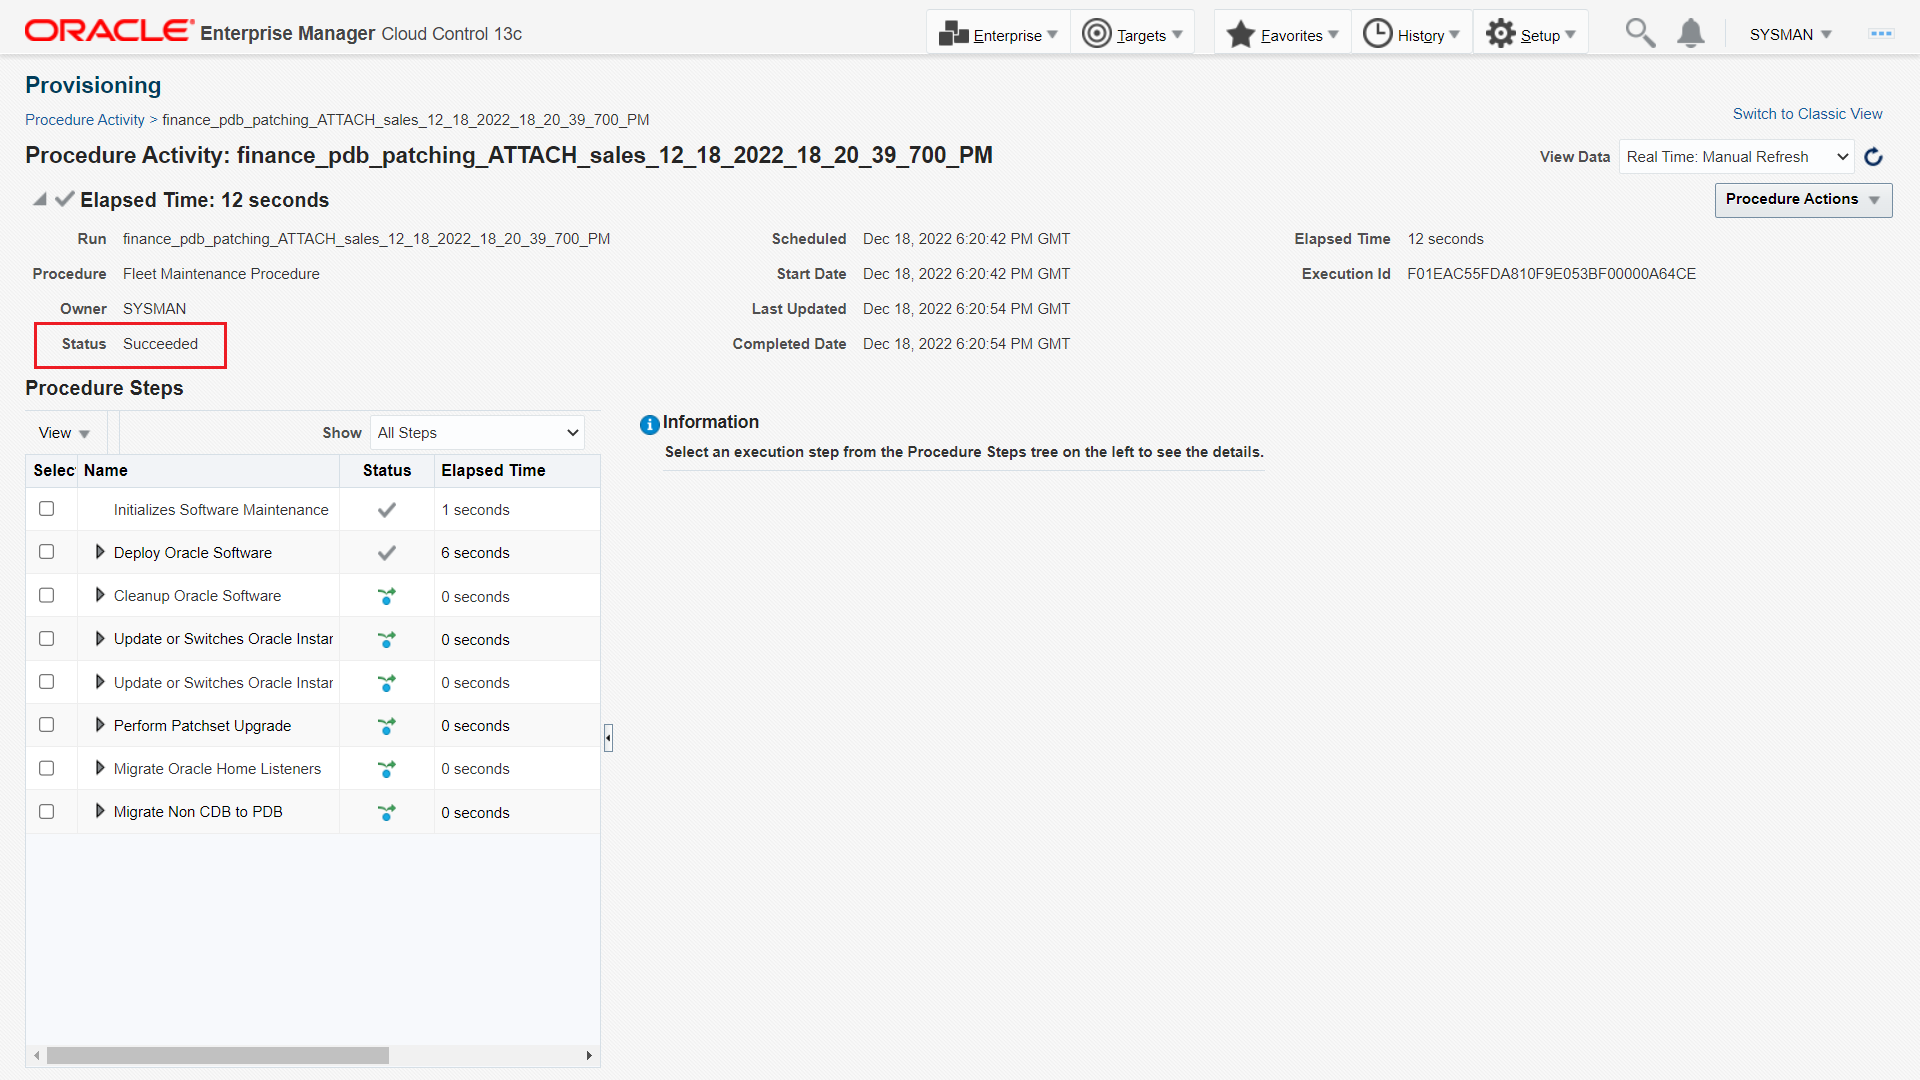 ORACLE Enterprise Manager Cloud Control 13c
Enterprise
Targets
Favorites
History
Setup
SYSMAN
Provisioning
Procedure Activity > finance_pdb_patching_ATTACH_sales_12_18_2022_18_20_39_700_PM
Switch to Classic View
Procedure Activity: finance_pdb_patching_ATTACH_sales_12_18_2022_18_20_39_700_PM
View Data Real Time: Manual Refresh
Elapsed Time: 12 seconds
Procedure Actions
Run finance_pdb_patching_ATTACH_sales_12_18_2022_18_20_39_700_PM
Scheduled Dec 18, 2022 6:20:42 PM GMT
Elapsed Time 12 seconds
Procedure Fleet Maintenance Procedure
Start Date Dec 18, 2022 6:20:42 PM GMT
Execution Id F01EAC55FDA810F9E053BF00000A64CE
Owner SYSMAN
Last Updated Dec 18, 2022 6:20:54 PM GMT
Status Succeeded
Completed Date Dec 18, 2022 6:20:54 PM GMT
Procedure Steps
View
Show All Steps
Selec Name Status Elapsed Time
Initializes Software Maintenance 1 seconds
Deploy Oracle Software 6 seconds
Cleanup Oracle Software 0 seconds
Update or Switches Oracle Instar 0 seconds
Update or Switches Oracle Instar 0 seconds
Perform Patchset Upgrade 0 seconds
Migrate Oracle Home Listeners 0 seconds
Migrate Non CDB to PDB 0 seconds
Information
Select an execution step from the Procedure Steps tree on the left to see the details.